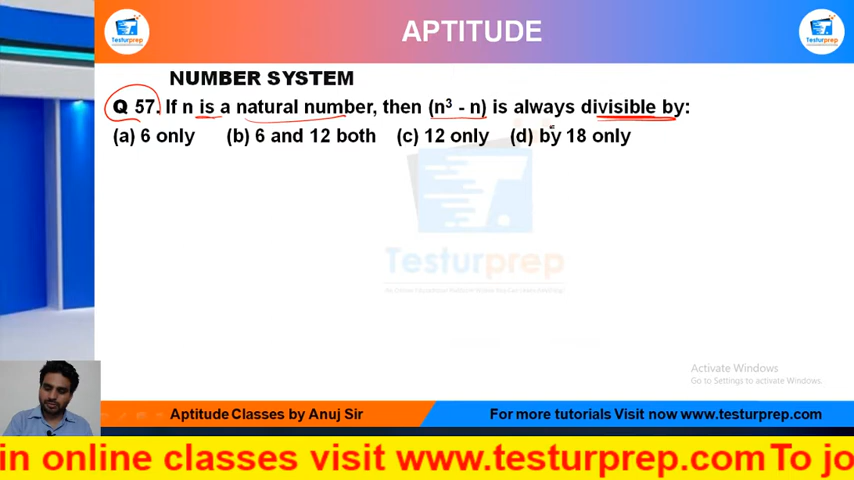 APTITUDE
Testurprep
Testurprep
NUMBER SYSTEM
Q 57. If n is a natural number, then (n³ - n) is always divisible by:
(a) 6 only (b) 6 and 12 both (c) 12 only (d) by 18 only
Testurprep
Activate Windows
Go to Settings to activate Windows.
Aptitude Classes by Anuj Sir
For more tutorials Visit now www.testurprep.com
in online classes visit www.testurprep.com To jo